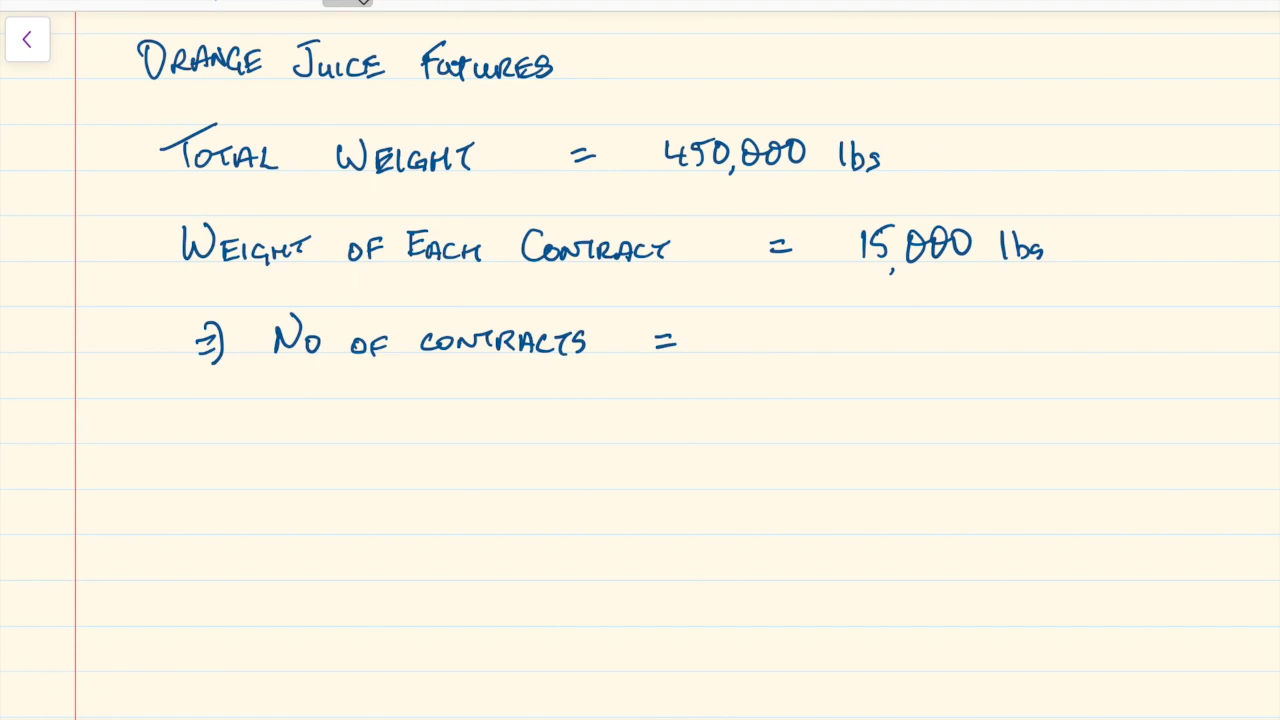 ORANGE JUICE FUTURES
TOTAL WEIGHT = 450,000 lbs
WEIGHT OF EACH CONTRACT = 15,000 lbs
⇒ NO OF CONTRACTS =